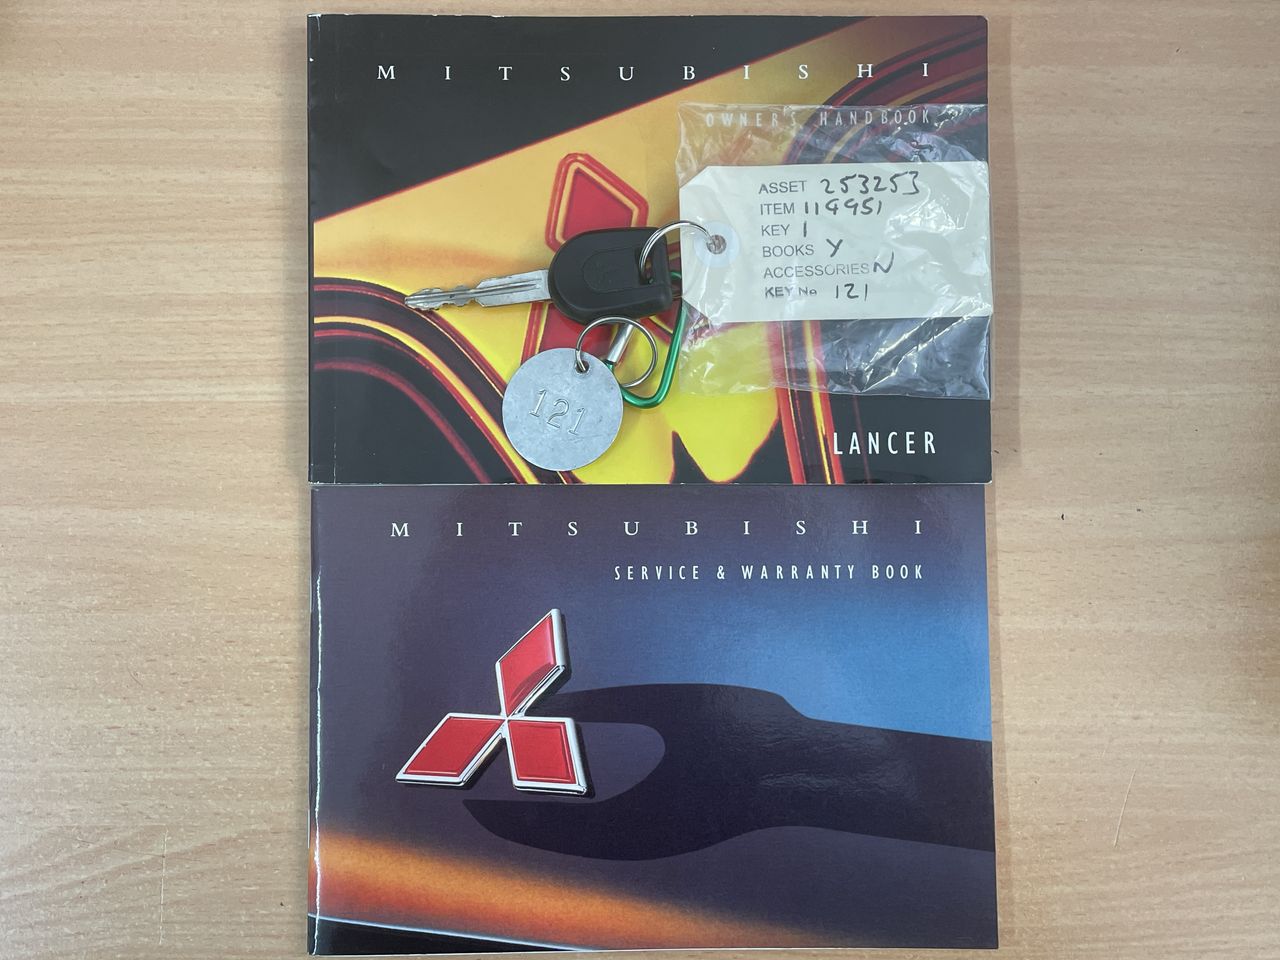 MITSUBISHI
OWNER'S HANDBOOK
ASSET 253253
ITEM 119951
KEY 1
BOOKS Y
ACCESSORIES N
KEY No 121
121
LANCER
MITSUBISHI
SERVICE & WARRANTY BOOK